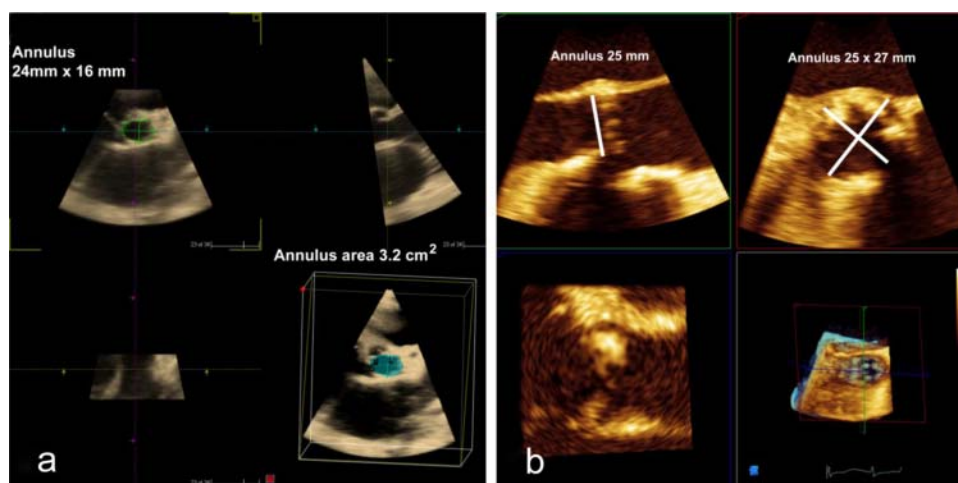 Annulus
24mm x 16 mm
Annulus area 3.2 cm²
a
Annulus 25 mm
Annulus 25 x 27 mm
b